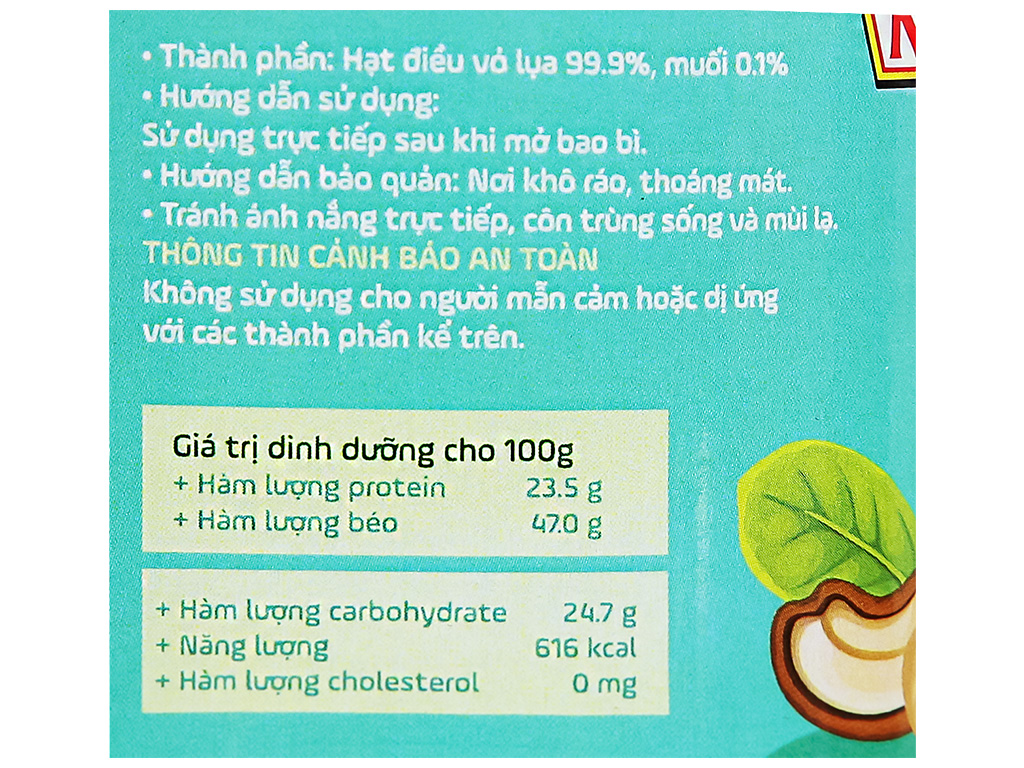 • Thành phần: Hạt điều vỏ lụa 99.9%, muối 0.1%
• Hướng dẫn sử dụng:
Sử dụng trực tiếp sau khi mở bao bì.
• Hướng dẫn bảo quản: Nơi khô ráo, thoáng mát.
• Tránh ánh nắng trực tiếp, côn trùng sống và mùi lạ.
THÔNG TIN CẢNH BÁO AN TOÀN
Không sử dụng cho người mẫn cảm hoặc dị ứng
với các thành phần kể trên.
Giá trị dinh dưỡng cho 100g
+ Hàm lượng protein 23.5 g
+ Hàm lượng béo 47.0 g
+ Hàm lượng carbohydrate 24.7 g
+ Năng lượng 616 kcal
+ Hàm lượng cholesterol 0 mg